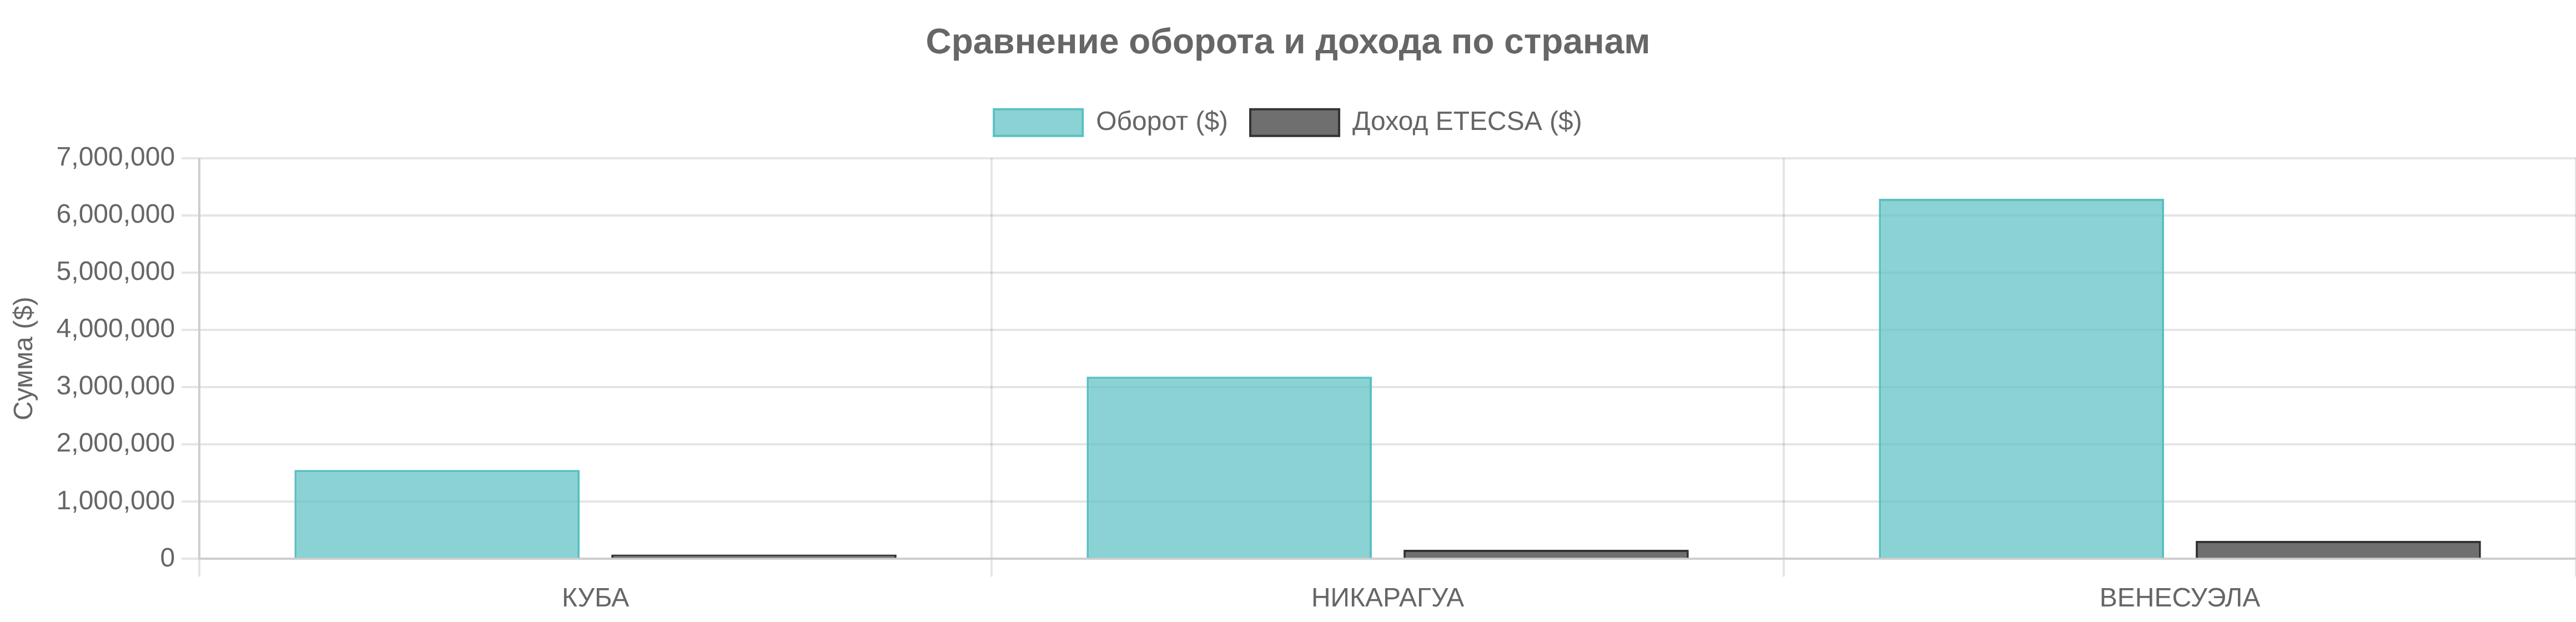 Сравнение оборота и дохода по странам
Оборот ($) Доход ETECSA ($)
7,000,000
6,000,000
5,000,000
4,000,000
3,000,000
2,000,000
1,000,000
0
Сумма ($)
КУБА НИКАРАГУА ВЕНЕСУЭЛА